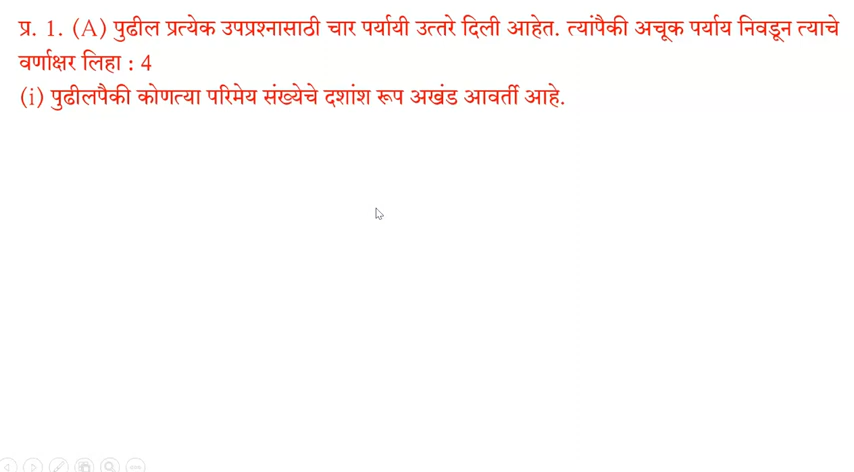 प्र. 1. (A) पुढील प्रत्येक उपप्रश्नासाठी चार पर्यायी उत्तरे दिली आहेत. त्यांपैकी अचूक पर्याय निवडून त्याचे
वर्णाक्षर लिहा : 4
(i) पुढीलपैकी कोणत्या परिमेय संख्येचे दशांश रूप अखंड आवर्ती आहे.